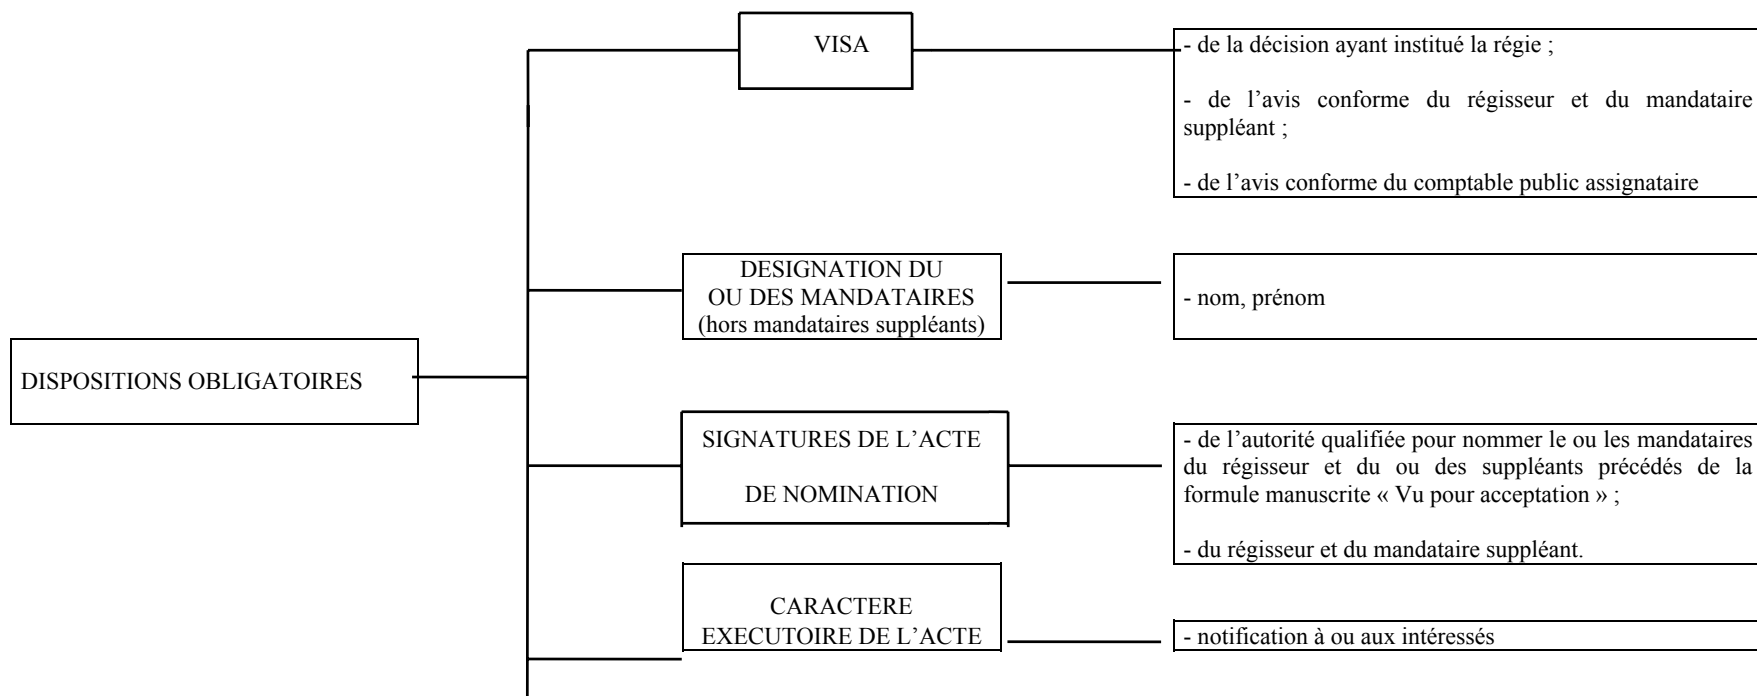 VISA
- de la décision ayant institué la régie ;
- de l’avis conforme du régisseur et du mandataire
suppléant ;
- de l’avis conforme du comptable public assignataire
DESIGNATION DU
OU DES MANDATAIRES
(hors mandataires suppléants)
- nom, prénom
DISPOSITIONS OBLIGATOIRES
SIGNATURES DE L’ACTE
DE NOMINATION
- de l’autorité qualifiée pour nommer le ou les mandataires
du régisseur et du ou des suppléants précédés de la
formule manuscrite « Vu pour acceptation » ;
- du régisseur et du mandataire suppléant.
CARACTERE
EXECUTOIRE DE L’ACTE
- notification à ou aux intéressés